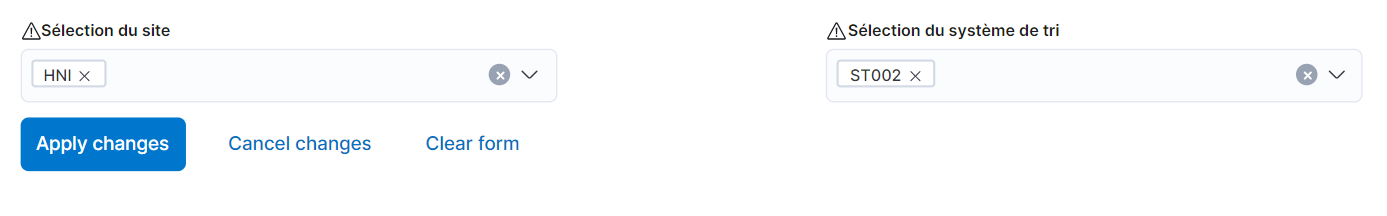 Sélection du site
Sélection du système de tri
HNI
ST002
Apply changes
Cancel changes
Clear form